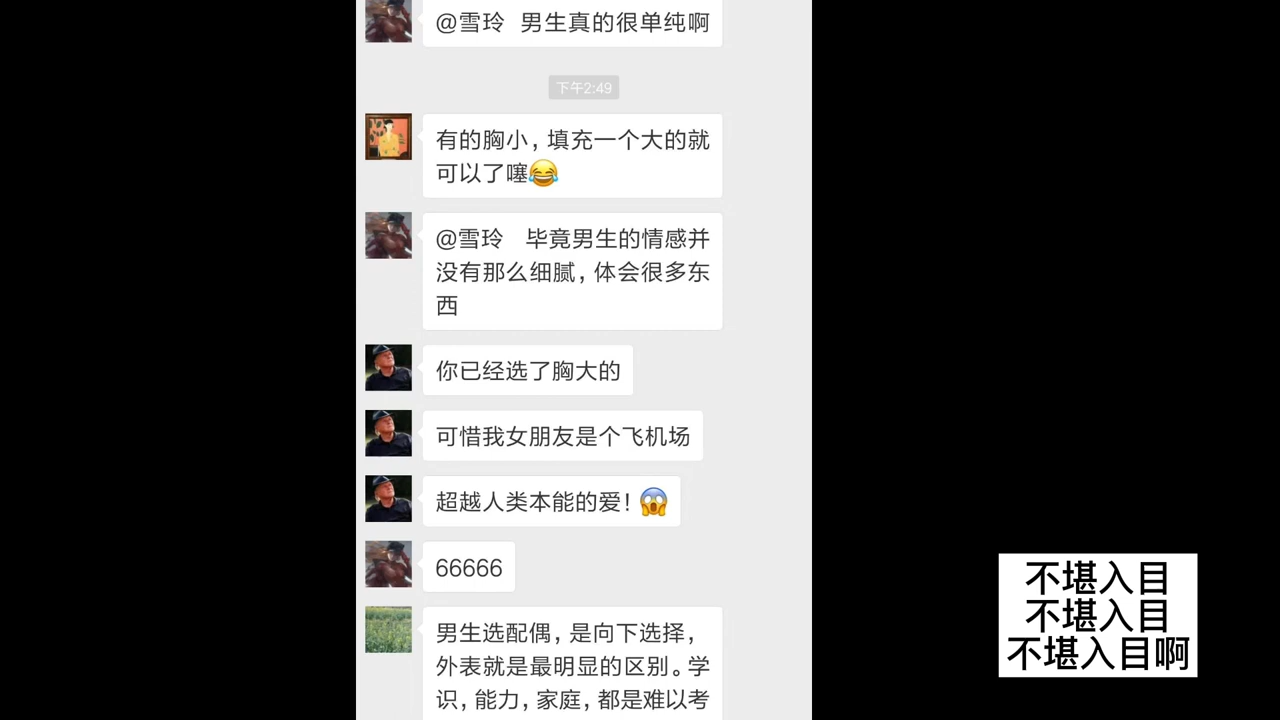 @雪玲 男生真的很单纯啊
下午2:49
有的胸小，填充一个大的就
可以了噻😂
@雪玲 毕竟男生的情感并
没有那么细腻，体会很多东
西
你已经选了胸大的
可惜我女朋友是个飞机场
超越人类本能的爱！😱
66666
男生选配偶，是向下选择，
外表就是最明显的区别。学
识，能力，家庭，都是难以考
不堪入目
不堪入目
不堪入目啊